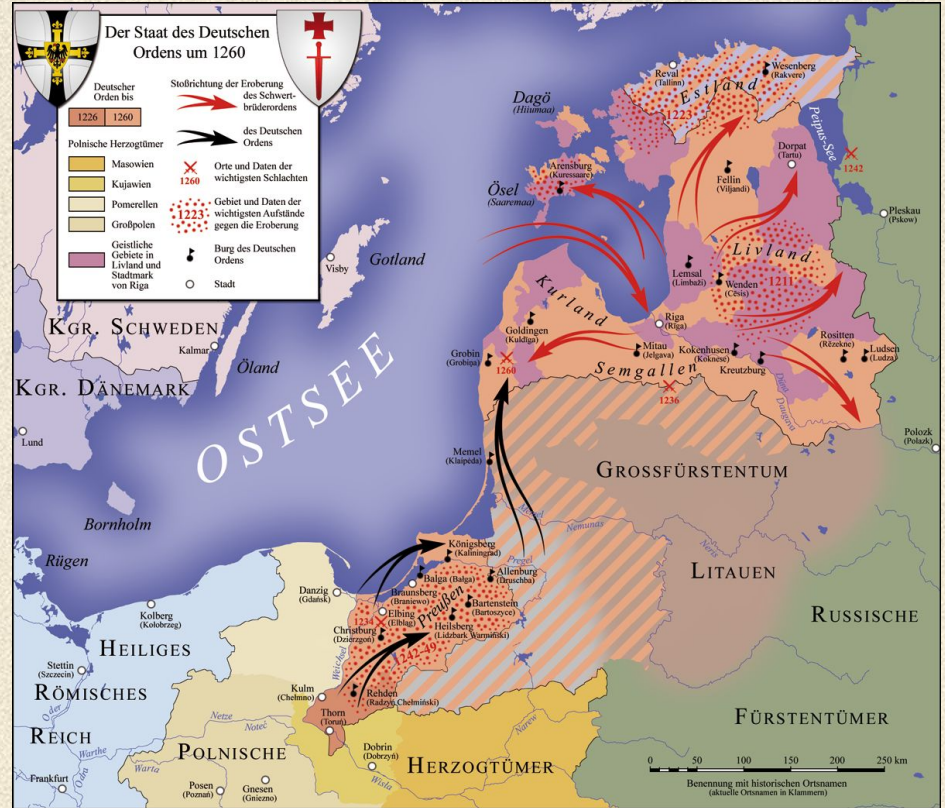 Der Staat des Deutschen
Ordens um 1260
Deutscher
Orden bis
1226 1260
Polnische Herzogtümer
Masowien
Kujawien
Pomerellen
Großpolen
Geistliche
Gebiete in
Livland und
Stadtmark
von Riga
Stoßrichtung der Eroberung
des Schwert-
brüderordens
des Deutschen
Ordens
Orte und Daten der
wichtigsten Schlachten
1260
1223
Gebiet und Daten der
wichtigsten Aufstände
gegen die Eroberung
Burg des Deutschen
Ordens
Stadt
Reval
(Tallinn)
Wesenberg
(Rakvere)
Estland
1223
Dagö
(Hiiumaa)
Peipus-See
1242
Dorpat
(Tartu)
Arensburg
(Kuressaare)
Fellin
(Viljandi)
Ösel
(Saaremaa)
Pleskau
(Pskow)
Visby
Gotland
Livland
Lemsal
(Limbaži)
Wenden
(Cēsis)
1211
Kurland
Goldingen
(Kuldīga)
Riga
(Rīga)
KGR. SCHWEDEN
Kalmar
Öland
Grobin
(Grobiņa)
1260
Mitau
(Jelgava)
Kokenhusen
(Koknese)
Kreutzburg
Rositten
(Rēzekne)
Ludsen
(Ludza)
Semgallen
1236
Düna
Daugava
KGR. DÄNEMARK
Lund
OSTSEE
Polozk
(Polazk)
Memel
(Klaipėda)
GROSSFÜRSTENTUM
Bornholm
Memel
Nemunas
Neris
Rügen
Königsberg
(Kaliningrad)
Pregel
LITAUEN
Balga (Balga)
Allenburg
(Druschba)
Braunsberg
(Braniewo)
Danzig
(Gdańsk)
Bartenstein
(Bartoszyce)
Preußen
Elbing
(Elbląg)
1234
Heilsberg
(Lidzbark Warmiński)
Christburg
(Dzierzgoń)
1242-49
RUSSISCHE
Kolberg
(Kołobrzeg)
HEILIGES
Stettin
(Szczecin)
RÖMISCHES
Weichsel
Kulm
(Chełmno)
Rehden
(Radzyń Chełmiński)
FÜRSTENTÜMER
Oder
REICH
Netze
Noteć
Thorn
(Toruń)
Narew
Warthe
POLNISCHE
Warta
Dobrin
(Dobrzyń)
HERZOGTÜMER
Frankfurt
Odra
Posen
(Poznań)
Gnesen
(Gniezno)
Wisła
0 50 100 150 200 250 km
Benennung mit historischen Ortsnamen
(aktuelle Ortsnamen in Klammern)